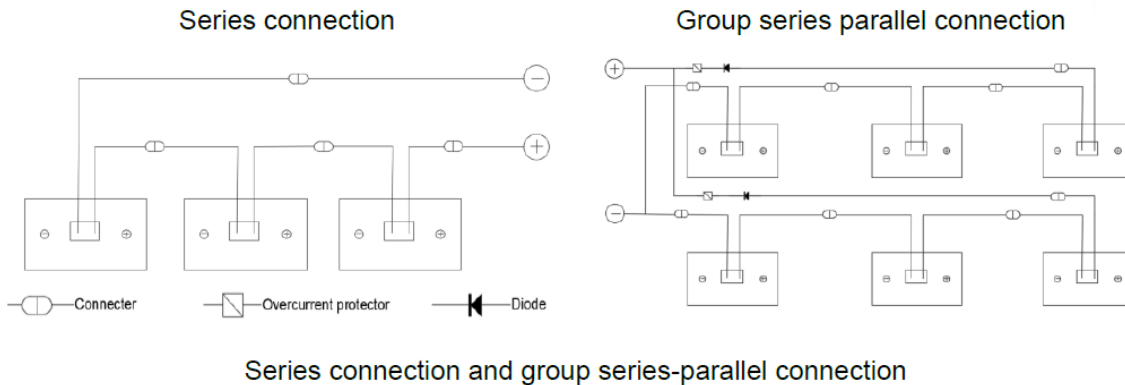 Series connection
Group series parallel connection
Connecter
Overcurrent protector
Diode
Series connection and group series-parallel connection